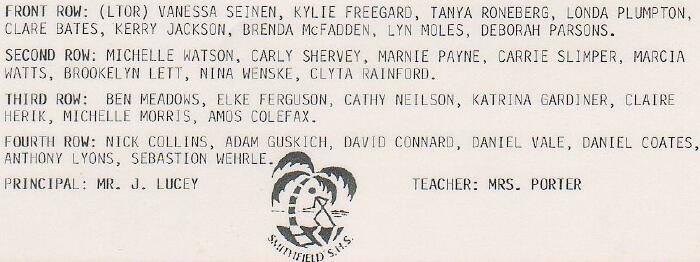 FRONT ROW: (LTOR) VANESSA SEINEN, KYLIE FREEGARD, TANYA RONEBERG, LONDA PLUMPTON,
CLARE BATES, KERRY JACKSON, BRENDA McFADDEN, LYN MOLES, DEBORAH PARSONS.
SECOND ROW: MICHELLE WATSON, CARLY SHERVEY, MARNIE PAYNE, CARRIE SLIMPER, MARCIA
WATTS, BROOKELYN LETT, NINA WENSKE, CLYTA RAINFORD.
THIRD ROW: BEN MEADOWS, ELKE FERGUSON, CATHY NEILSON, KATRINA GARDINER, CLAIRE
HERIK, MICHELLE MORRIS, AMOS COLEFAX.
FOURTH ROW: NICK COLLINS, ADAM GUSKICH, DAVID CONNARD, DANIEL VALE, DANIEL COATES,
ANTHONY LYONS, SEBASTION WEHRLE.
PRINCIPAL: MR. J. LUCEY TEACHER: MRS. PORTER
SMITHFIELD S.H.S.